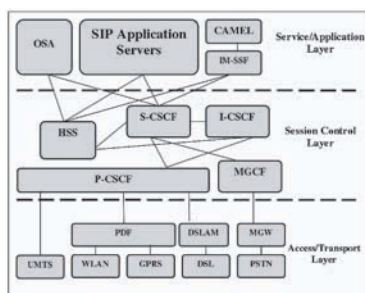 OSA
SIP Application
Servers
CAMEL
IM-SSF
Service/Application
Layer
HSS
S-CSCF
I-CSCF
Session Control
Layer
P-CSCF
MGCF
PDF
DSLAM
MGW
UMTS
WLAN
GPRS
DSL
PSTN
Access/Transport
Layer